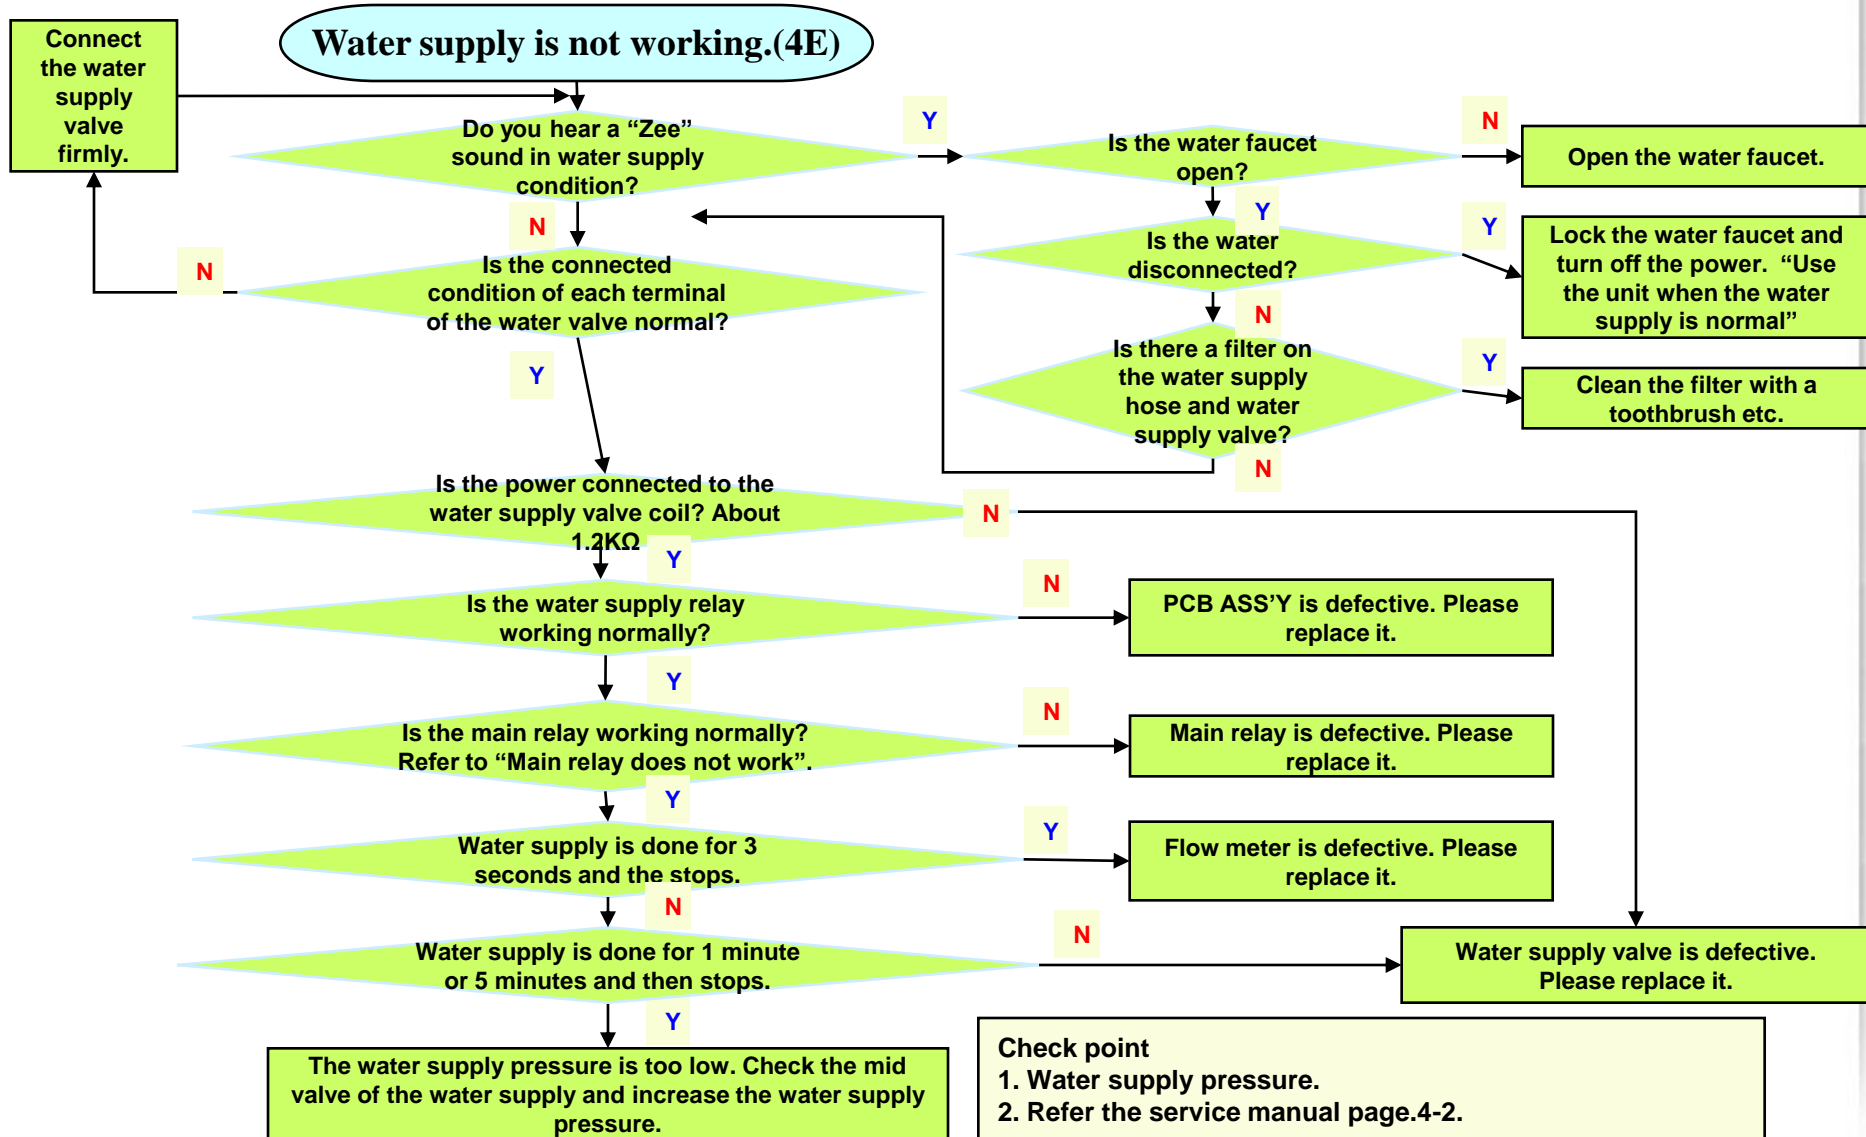 Water supply is not working.(4E)
Connect
the water
supply
valve
firmly.
Do you hear a “Zee”
sound in water supply
condition?
Y
Is the water faucet
open?
N
Open the water faucet.
N
Y
Is the water
disconnected?
Y
Lock the water faucet and
turn off the power.  “Use
the unit when the water
supply is normal”
N
Is the connected
condition of each terminal
of the water valve normal?
N
Y
Is there a filter on
the water supply
hose and water
supply valve?
Y
Clean the filter with a
toothbrush etc.
N
Is the power connected to the
water supply valve coil? About
1.2KΩ
N
Y
Is the water supply relay
working normally?
N
PCB ASS’Y is defective. Please
replace it.
Y
Is the main relay working normally?
Refer to “Main relay does not work”.
N
Main relay is defective. Please
replace it.
Y
Water supply is done for 3
seconds and the stops.
Y
Flow meter is defective. Please
replace it.
N
Water supply is done for 1 minute
or 5 minutes and then stops.
N
Water supply valve is defective.
Please replace it.
Y
The water supply pressure is too low. Check the mid
valve of the water supply and increase the water supply
pressure.
Check point
1. Water supply pressure.
2. Refer the service manual page.4-2.